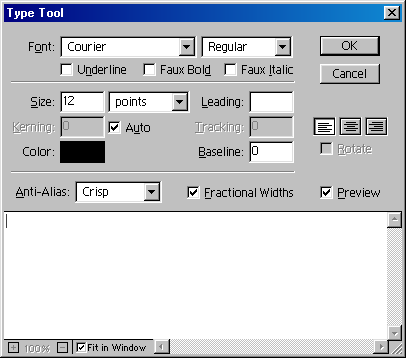 Type Tool
Font: Courier Regular OK
Underline Faux Bold Faux Italic Cancel
Size: 12 points Leading:
Kerning: 0 Auto Tracking: 0
Color: Baseline: 0 Rotate
Anti-Alias: Crisp Fractional Widths Preview
100% Fit in Window